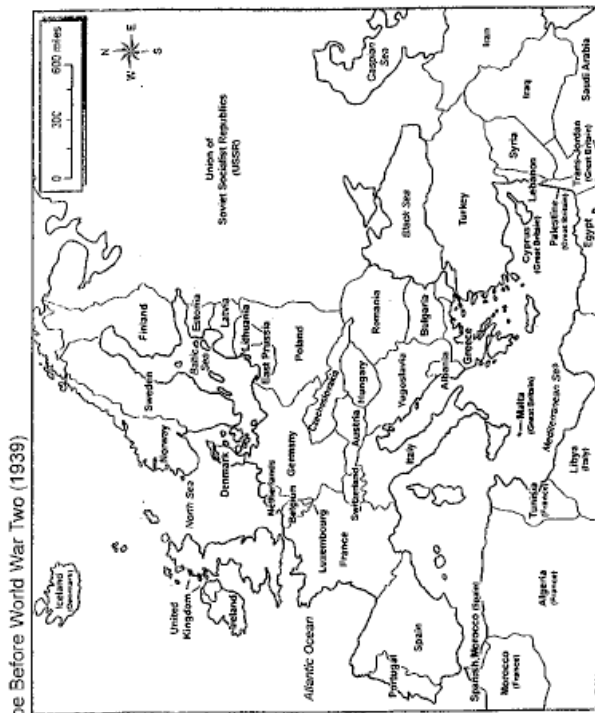 pe Before World War Two (1939)
0 300 600 miles
N
W E
S
Iceland
(Denmark)
Norway
Sweden
Finland
Union of
Soviet Socialist Republics
(USSR)
North Sea
Baltic
Sea
G
Estonia
Latvia
Lithuania
East Prussia
Denmark
United
Kingdom
Ireland
Netherlands
Belgium
Germany
Poland
Luxembourg
Atlantic Ocean
France
Switzerland
Czechoslovakia
Austria
Hungary
Romania
Yugoslavia
Bulgaria
Albania
Italy
Greece
Black Sea
Caspian
Sea
Turkey
Portugal
Spain
Spanish Morocco (Spain)
Morocco
(France)
Algeria
(France)
Tunisia
(France)
Malta
(Great Britain)
Mediterranean Sea
Libya
(Italy)
Cyprus
(Great Britain)
Palestine
(Great Britain)
Egypt
Lebanon
Syria
Trans-Jordan
(Great Britain)
Iraq
Iran
Saudi Arabia